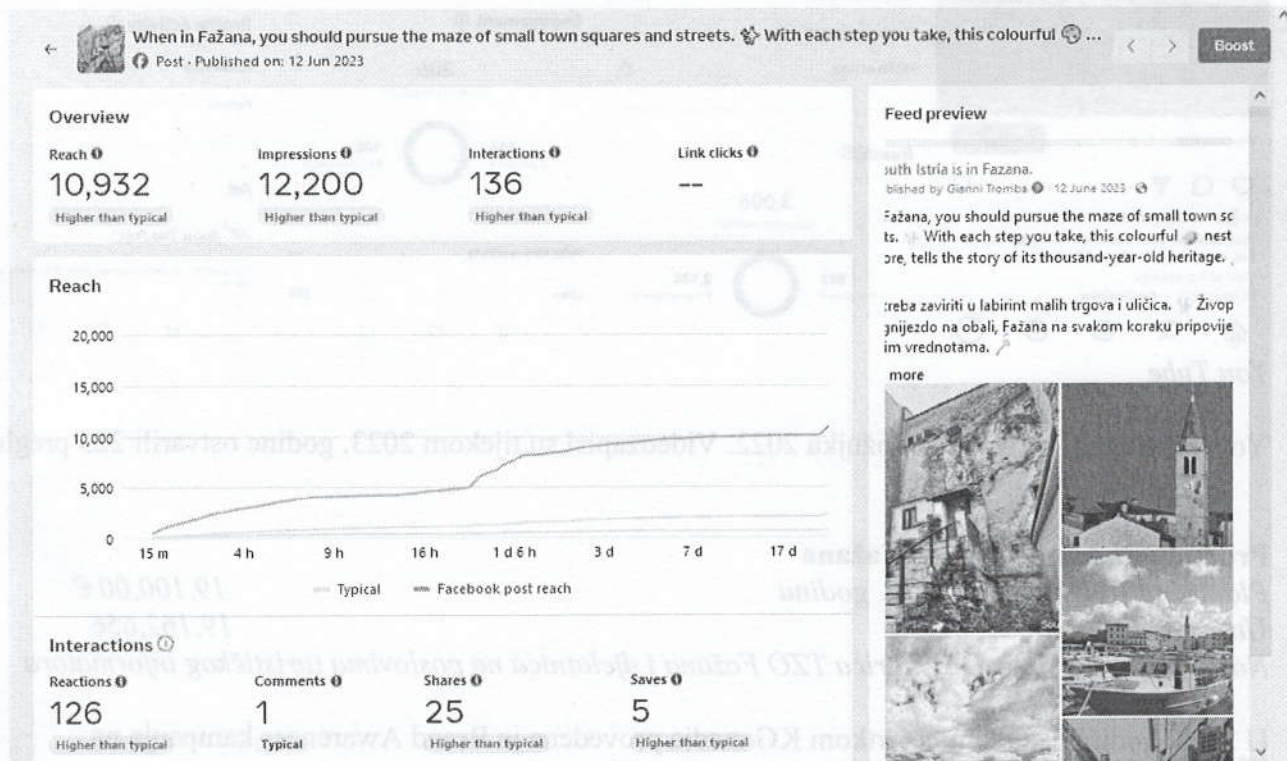 When in Fažana, you should pursue the maze of small town squares and streets. With each step you take, this colourful ...
Post · Published on: 12 Jun 2023
Boost
Overview
Reach
10,932
Higher than typical
Impressions
12,200
Higher than typical
Interactions
136
Higher than typical
Link clicks
--
Reach
20,000
15,000
10,000
5,000
0
15 m 4 h 9 h 16 h 1 d 6 h 3 d 7 d 17 d
Typical Facebook post reach
Interactions
Reactions
126
Higher than typical
Comments
1
Typical
Shares
25
Higher than typical
Saves
5
Higher than typical
Feed preview
outh Istria is in Fazana.
blished by Gianni Tromba · 12 June 2023 ·
Fažana, you should pursue the maze of small town sc
ts. With each step you take, this colourful nest
ore, tells the story of its thousand-year-old heritage.
treba zaviriti u labirint malih trgova i uličica. Živop
gnijezdo na obali, Fažana na svakom koraku pripovije
im vrednotama.
more